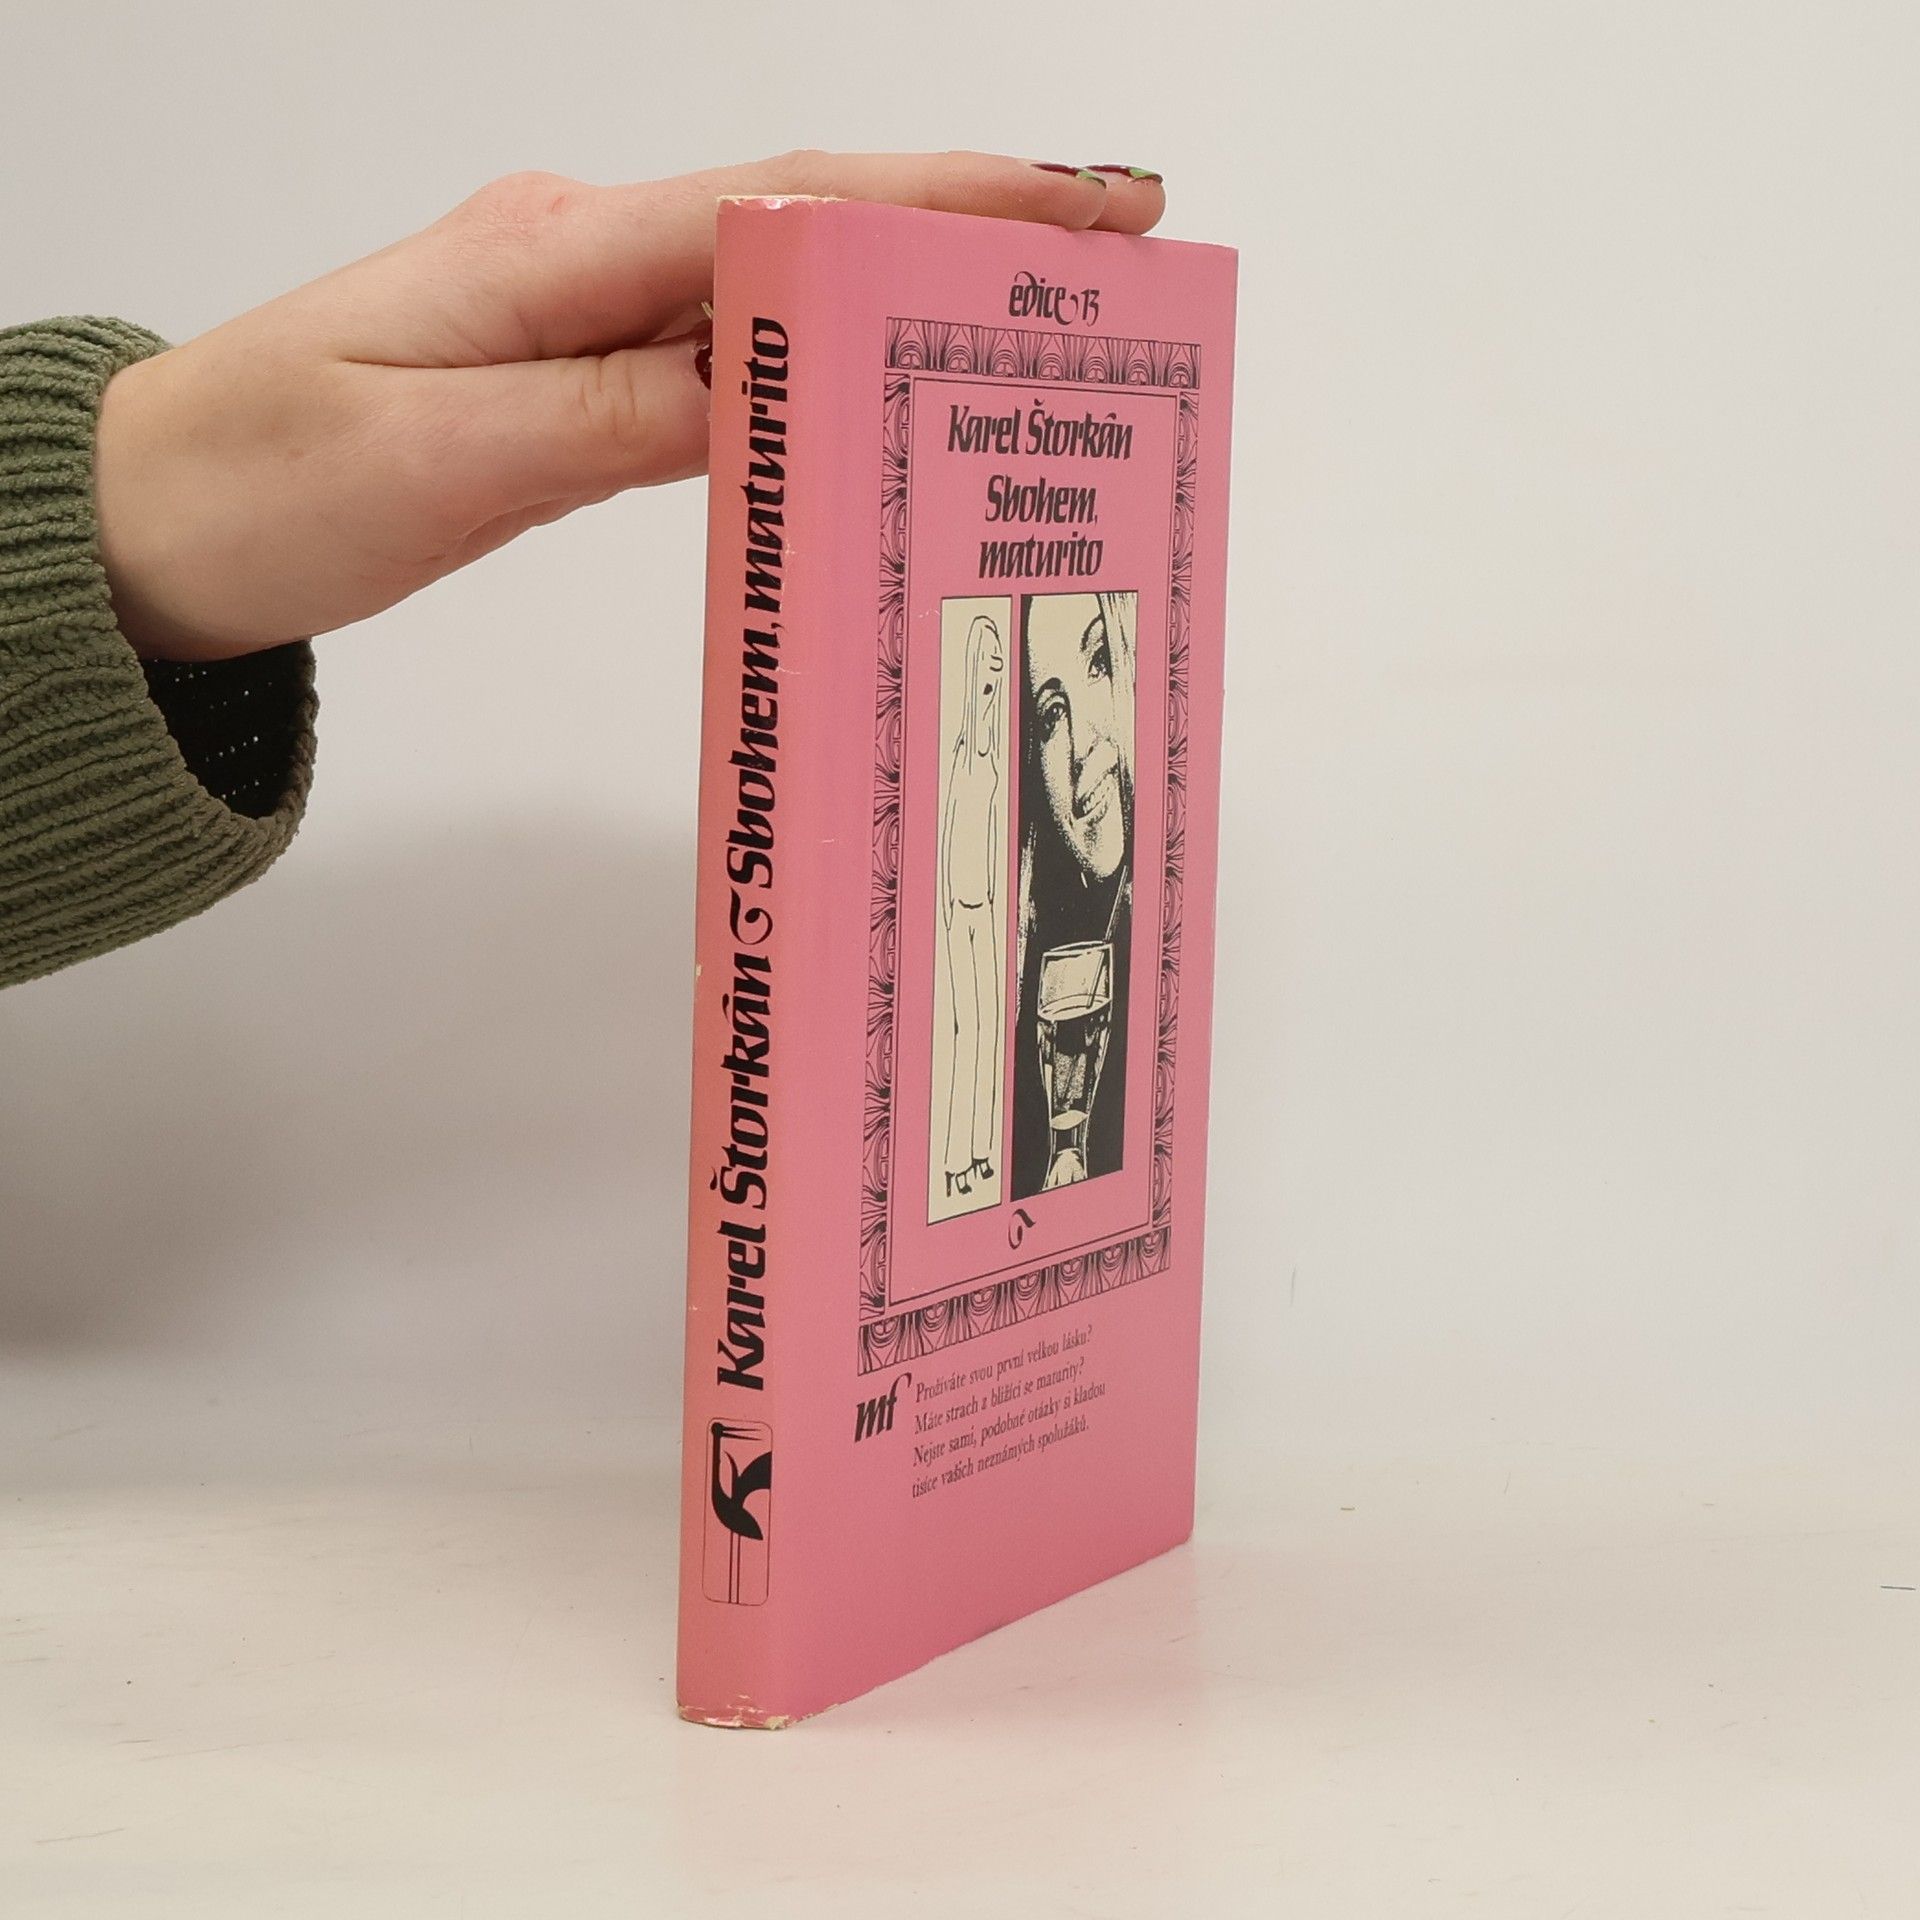 Karel Štorkán Sbohem, maturito
edice 13
Karel Štorkán
Sbohem,
maturito
mf
Prožíváte svou první velkou lásku?
Máte strach z blížící se maturity?
Nejste sami, podobné otázky si kladou
tisíce vašich neznámých spolužáků.